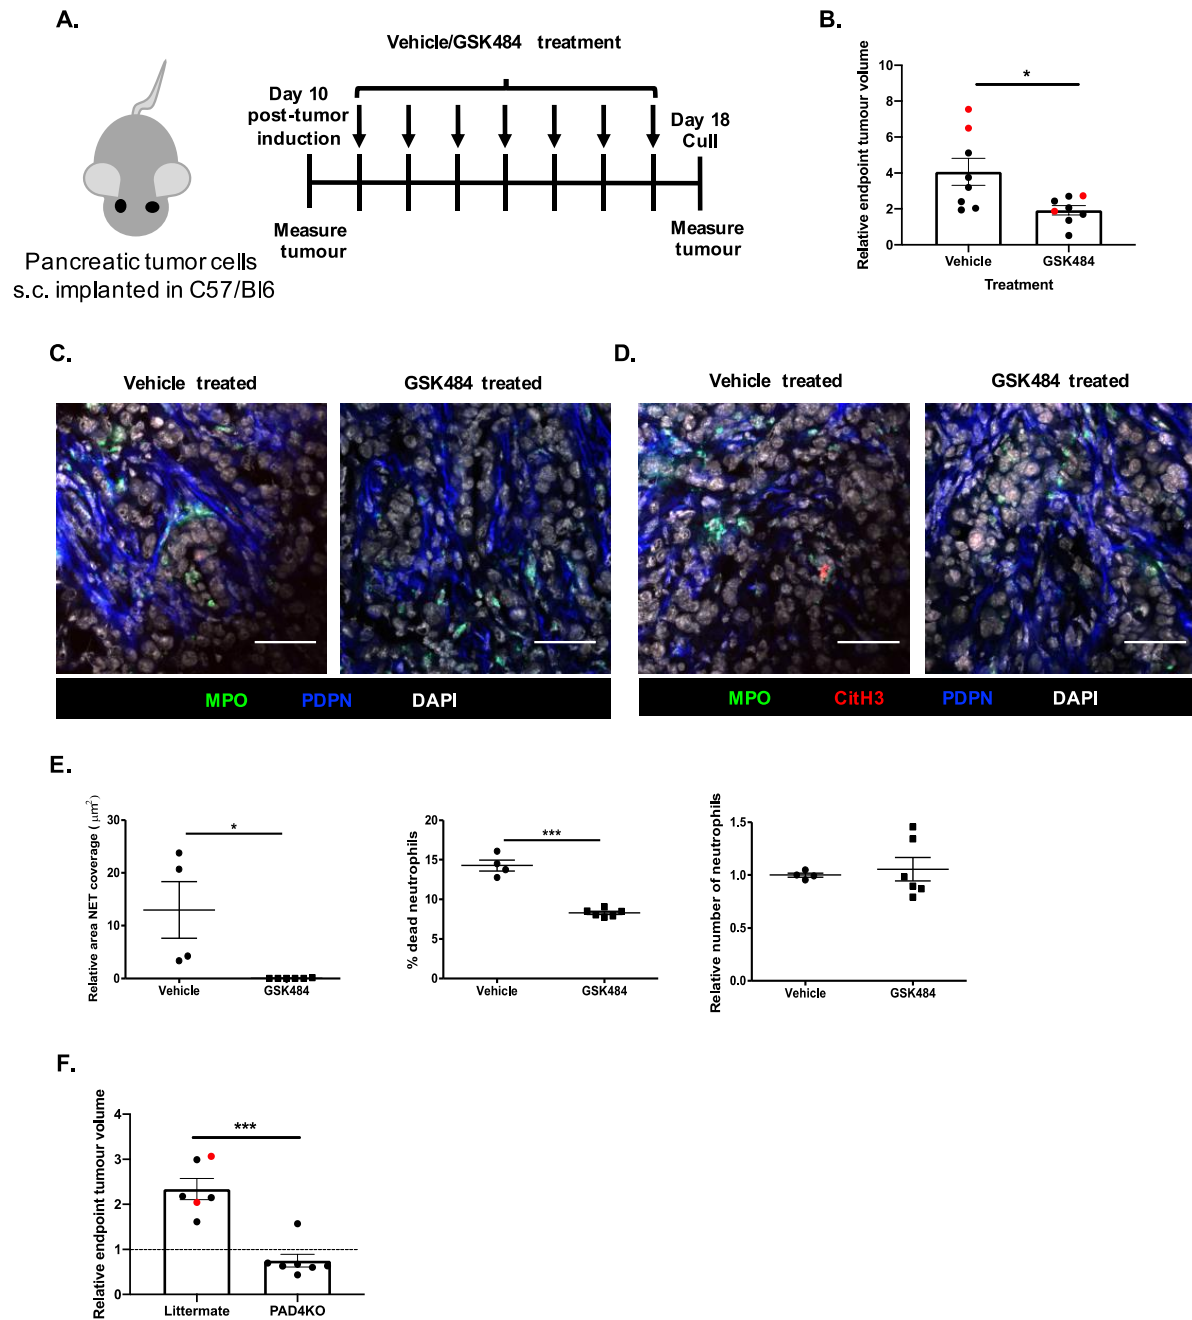 A.
Vehicle/GSK484 treatment
Day 10
post-tumor
induction
Day 18
Cull
Measure
tumour
Measure
tumour
Pancreatic tumor cells
s.c. implanted in C57/Bl6
B.
Relative endpoint tumour volume
10
8
6
4
2
0
*
Vehicle
GSK484
Treatment
C.
Vehicle treated
GSK484 treated
MPO
PDPN
DAPI
D.
Vehicle treated
GSK484 treated
MPO
CitH3
PDPN
DAPI
E.
Relative area NET coverage ( µm²)
30
20
10
0
*
Vehicle
GSK484
% dead neutrophils
20
15
10
5
0
***
Vehicle
GSK484
Relative number of neutrophils
1.5
1.0
0.5
0.0
Vehicle
GSK484
F.
Relative endpoint tumour volume
4
3
2
1
0
***
Littermate
PAD4KO